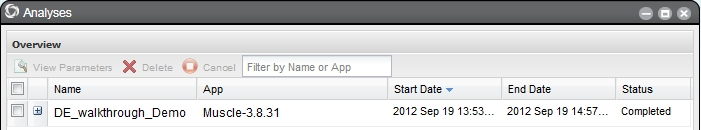 Analyses
Overview
View Parameters Delete Cancel Filter by Name or App
Name App Start Date End Date Status
DE_walkthrough_Demo Muscle-3.8.31 2012 Sep 19 13:53... 2012 Sep 19 14:57... Completed